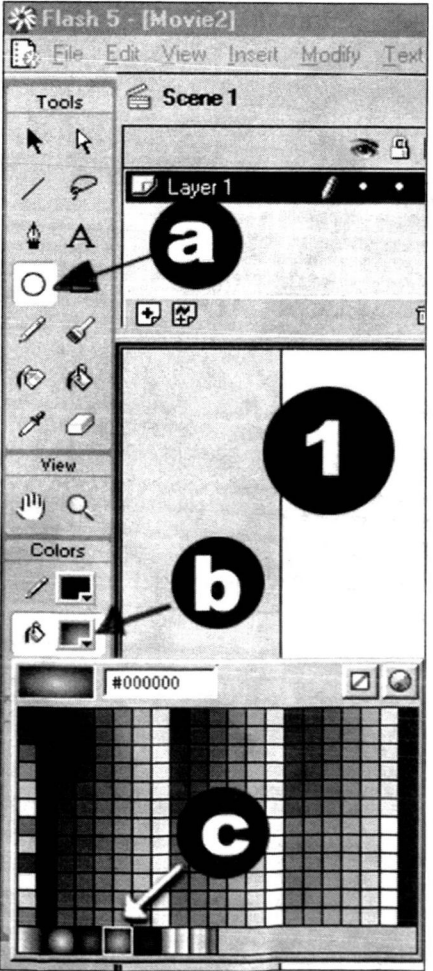 Flash 5 - [Movie2]
File Edit View Insert Modify Text
Tools
Scene 1
Layer 1
a
A
1
View
Colors
b
#000000
c